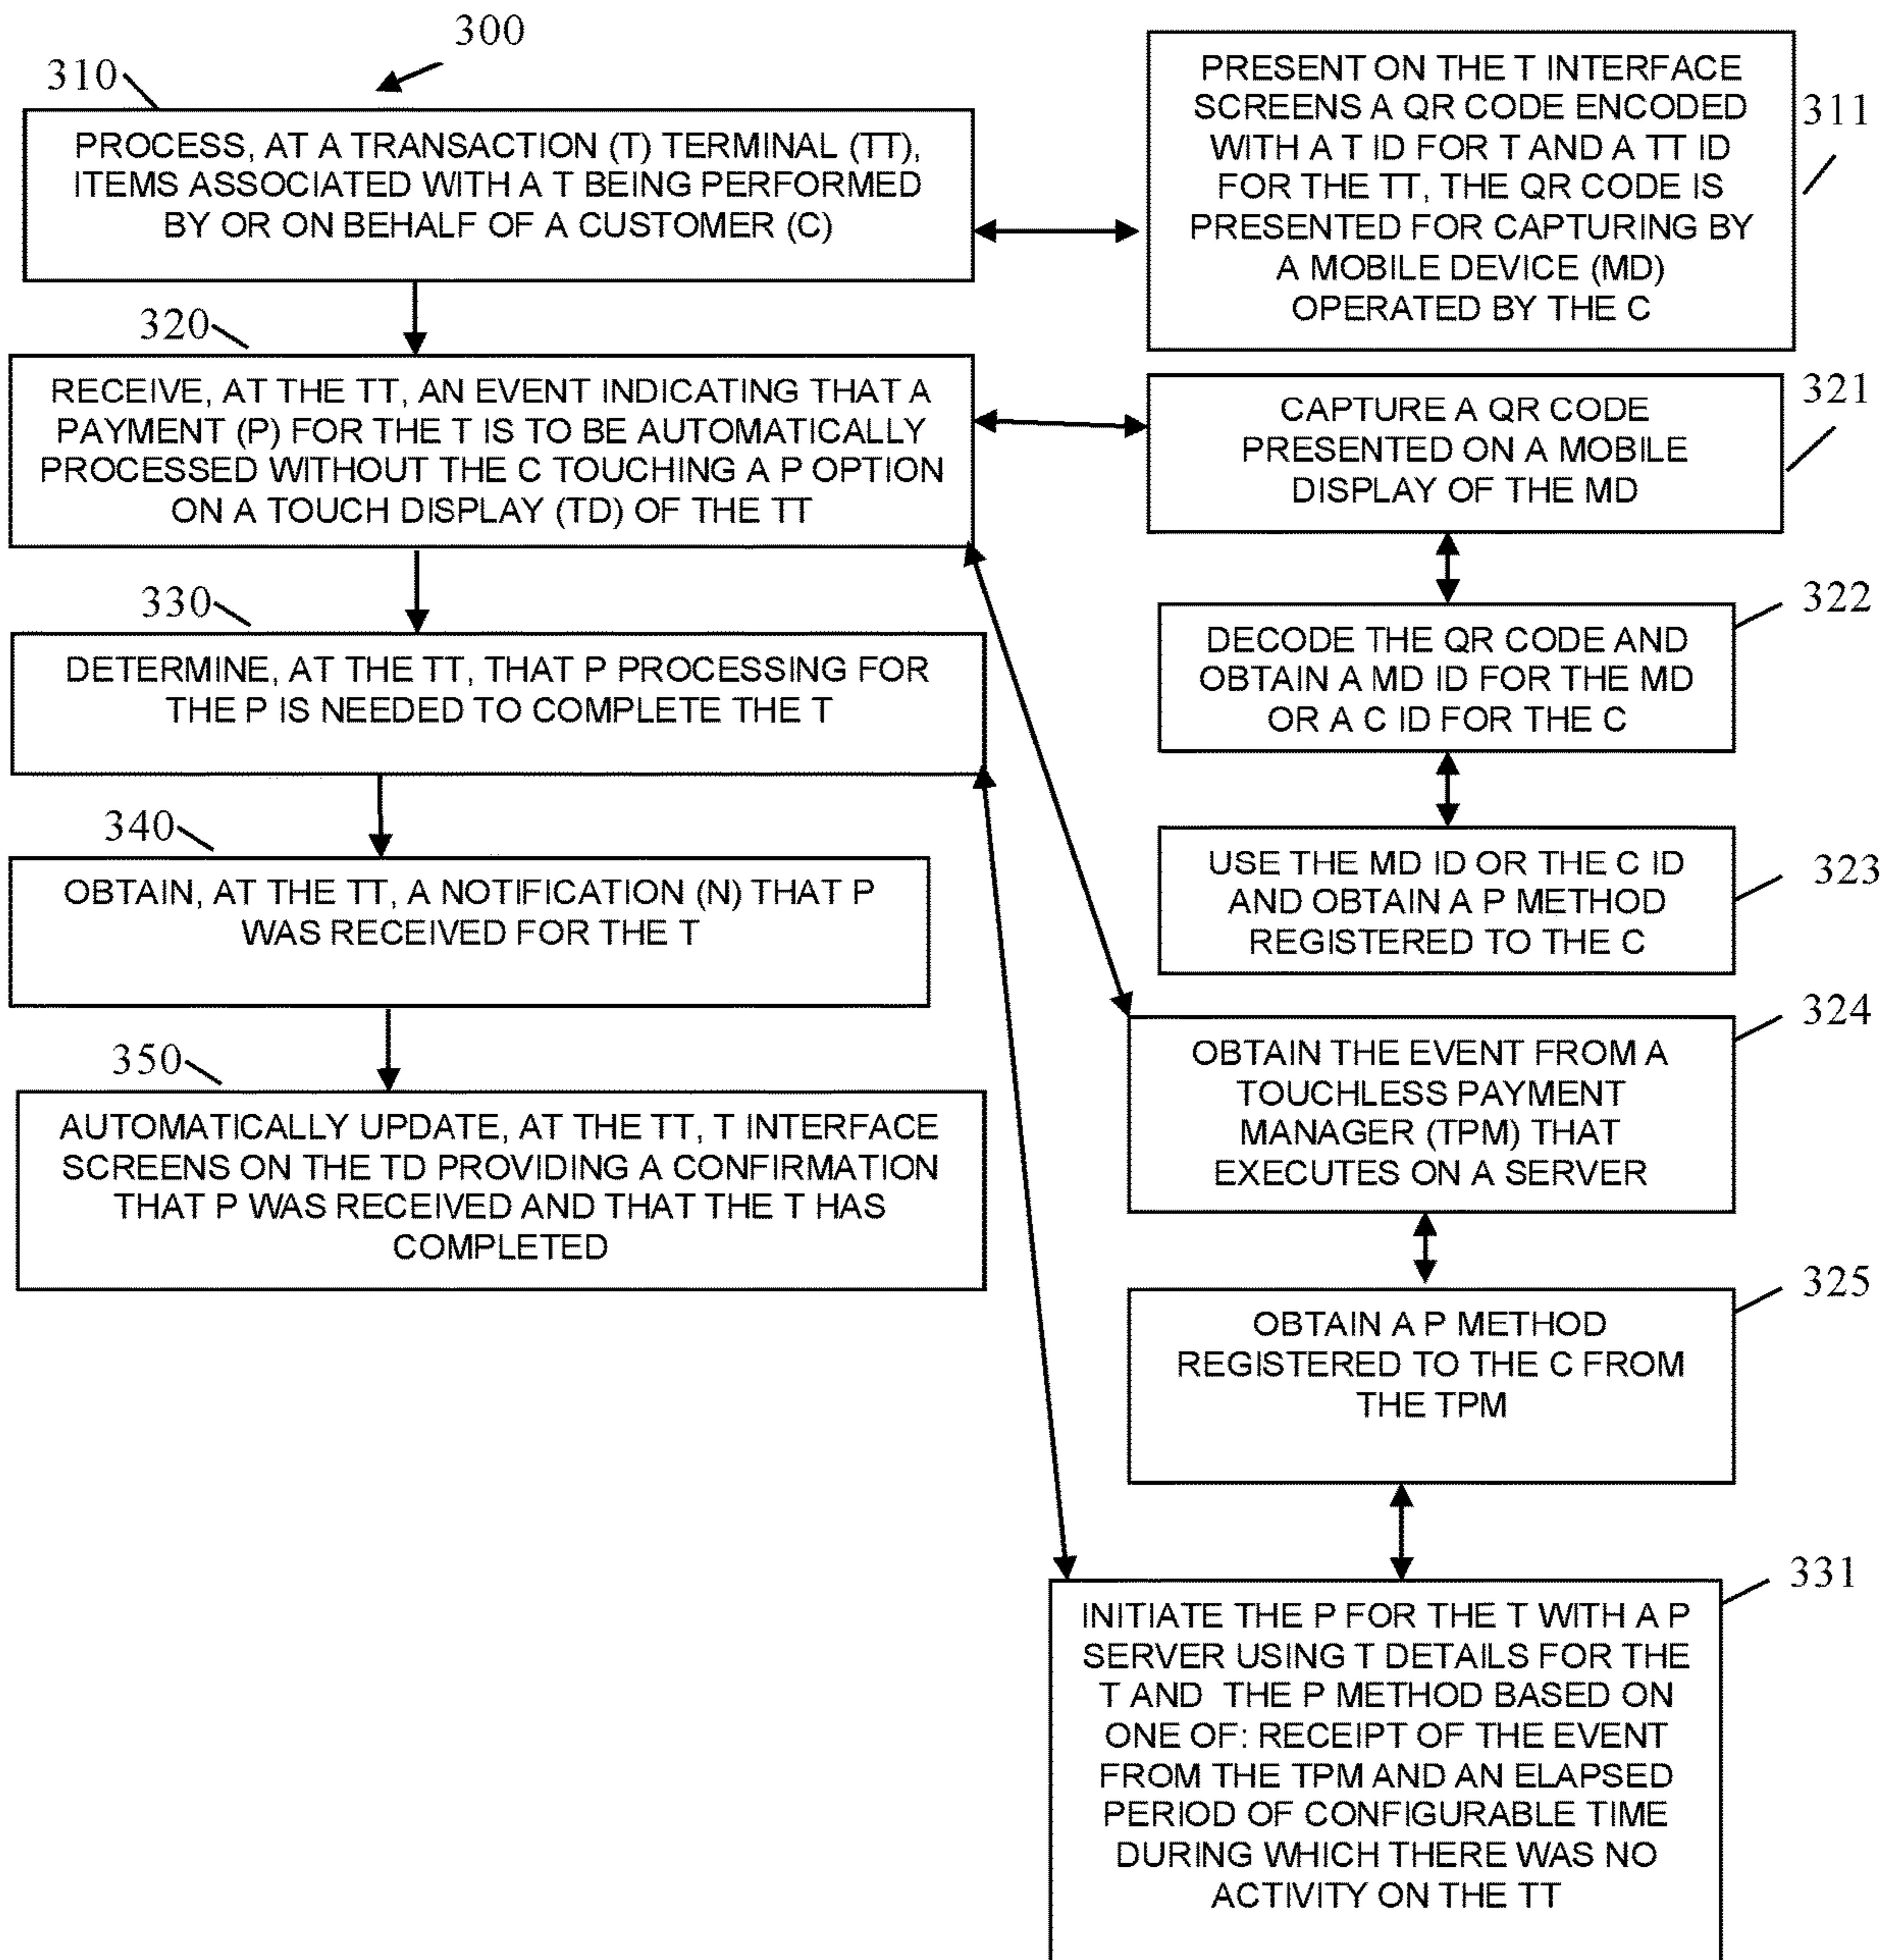 300
310
PROCESS, AT A TRANSACTION (T) TERMINAL (TT),
ITEMS ASSOCIATED WITH A T BEING PERFORMED
BY OR ON BEHALF OF A CUSTOMER (C)
311
PRESENT ON THE T INTERFACE
SCREENS A QR CODE ENCODED
WITH A T ID FOR T AND A TT ID
FOR THE TT, THE QR CODE IS
PRESENTED FOR CAPTURING BY
A MOBILE DEVICE (MD)
OPERATED BY THE C
320
RECEIVE, AT THE TT, AN EVENT INDICATING THAT A
PAYMENT (P) FOR THE T IS TO BE AUTOMATICALLY
PROCESSED WITHOUT THE C TOUCHING A P OPTION
ON A TOUCH DISPLAY (TD) OF THE TT
321
CAPTURE A QR CODE
PRESENTED ON A MOBILE
DISPLAY OF THE MD
322
DECODE THE QR CODE AND
OBTAIN A MD ID FOR THE MD
OR A C ID FOR THE C
323
USE THE MD ID OR THE C ID
AND OBTAIN A P METHOD
REGISTERED TO THE C
324
OBTAIN THE EVENT FROM A
TOUCHLESS PAYMENT
MANAGER (TPM) THAT
EXECUTES ON A SERVER
325
OBTAIN A P METHOD
REGISTERED TO THE C FROM
THE TPM
330
DETERMINE, AT THE TT, THAT P PROCESSING FOR
THE P IS NEEDED TO COMPLETE THE T
331
INITIATE THE P FOR THE T WITH A P
SERVER USING T DETAILS FOR THE
T AND THE P METHOD BASED ON
ONE OF: RECEIPT OF THE EVENT
FROM THE TPM AND AN ELAPSED
PERIOD OF CONFIGURABLE TIME
DURING WHICH THERE WAS NO
ACTIVITY ON THE TT
340
OBTAIN, AT THE TT, A NOTIFICATION (N) THAT P
WAS RECEIVED FOR THE T
350
AUTOMATICALLY UPDATE, AT THE TT, T INTERFACE
SCREENS ON THE TD PROVIDING A CONFIRMATION
THAT P WAS RECEIVED AND THAT THE T HAS
COMPLETED